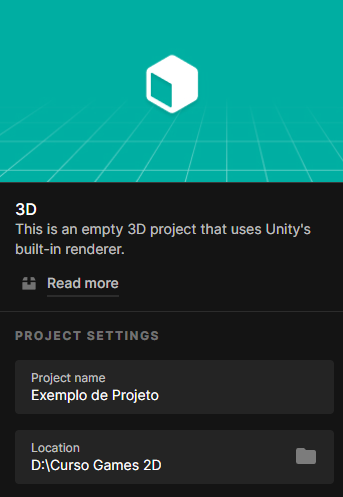 3D
This is an empty 3D project that uses Unity's
built-in renderer.
Read more
PROJECT SETTINGS
Project name
Exemplo de Projeto
Location
D:\Curso Games 2D